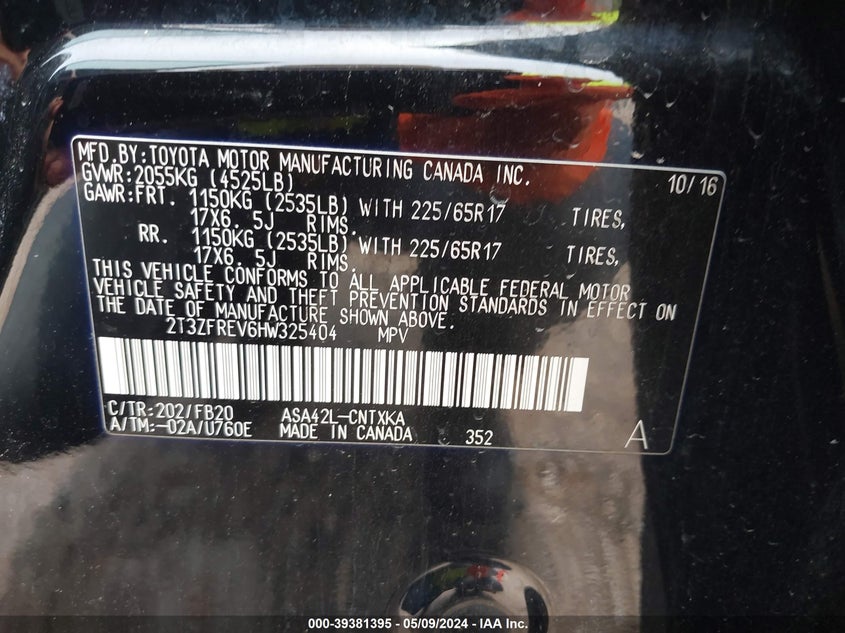 MFD.BY:TOYOTA MOTOR MANUFACTURING CANADA INC. 10/16
GVWR:2055KG (4525LB)
GAWR:FRT. 1150KG (2535LB) WITH 225/65R17 TIRES,
17X6. 5J RIMS.
RR. 1150KG (2535LB) WITH 225/65R17 TIRES,
17X6. 5J RIMS.
THIS VEHICLE CONFORMS TO ALL APPLICABLE FEDERAL MOTOR
VEHICLE SAFETY AND THEFT PREVENTION STANDARDS IN EFFECT ON
THE DATE OF MANUFACTURE SHOWN ABOVE.
2T3ZFREV6HW325404 MPV
C/TR:202/FB20 ASA42L-CNTXKA
A/TM:-02A/U760E MADE IN CANADA 352 A
000-39381395 - 05/09/2024 - IAA Inc.